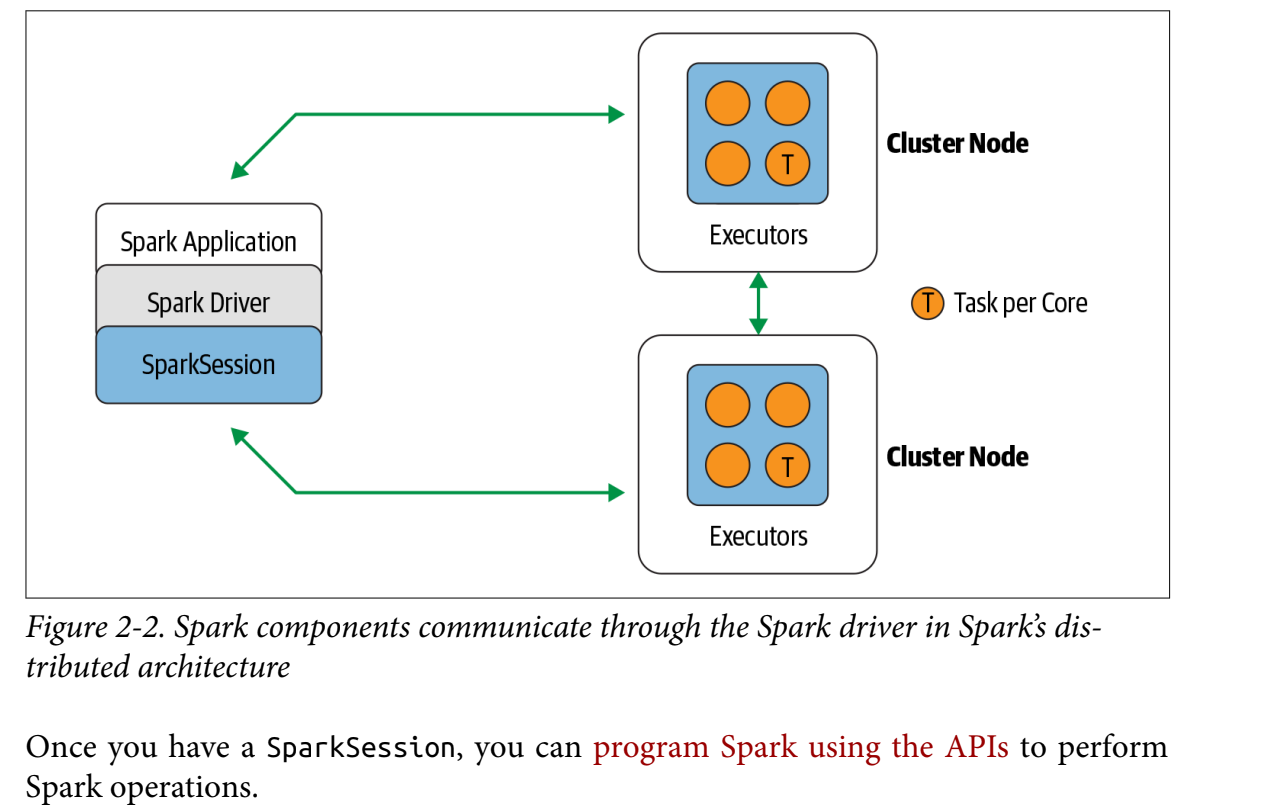 T
Cluster Node
Executors
Spark Application
Spark Driver
SparkSession
T Task per Core
T
Cluster Node
Executors
Figure 2-2. Spark components communicate through the Spark driver in Spark’s dis-
tributed architecture
Once you have a SparkSession, you can program Spark using the APIs to perform
Spark operations.